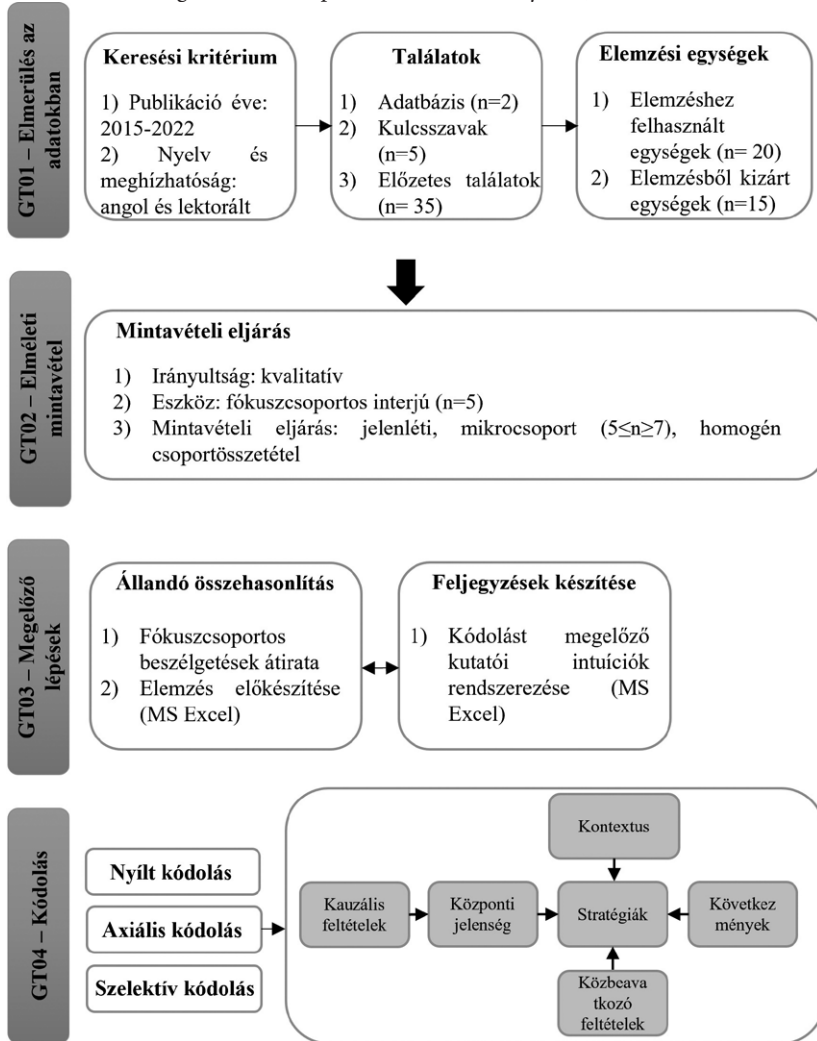 GT01 – Elmerülés az
adatokban
Keresési kritérium
1) Publikáció éve:
2015-2022
2) Nyelv és
meghízhatóság:
angol és lektorált
Találatok
1) Adatbázis (n=2)
2) Kulcsszavak
(n=5)
3) Előzetes találatok
(n= 35)
Elemzési egységek
1) Elemzéshez
felhasznált
egységek (n= 20)
2) Elemzésből kizárt
egységek (n=15)
GT02 – Elméleti
mintavétel
Mintavételi eljárás
1) Irányultság: kvalitatív
2) Eszköz: fókuszcsoportos interjú (n=5)
3) Mintavételi eljárás: jelenléti, mikrocsoport (5≤n≥7), homogén
csoportösszetétel
GT03 – Megelőző
lépések
Állandó összehasonlítás
1) Fókuszcsoportos
beszélgetések átirata
2) Elemzés előkészítése
(MS Excel)
Feljegyzések készítése
1) Kódolást megelőző
kutatói intuíciók
rendszerezése (MS
Excel)
GT04 – Kódolás
Nyílt kódolás
Axiális kódolás
Szelektív kódolás
Kontextus
Kauzális
feltételek
Központi
jelenség
Stratégiák
Következ
mények
Közbeava
tkozó
feltételek